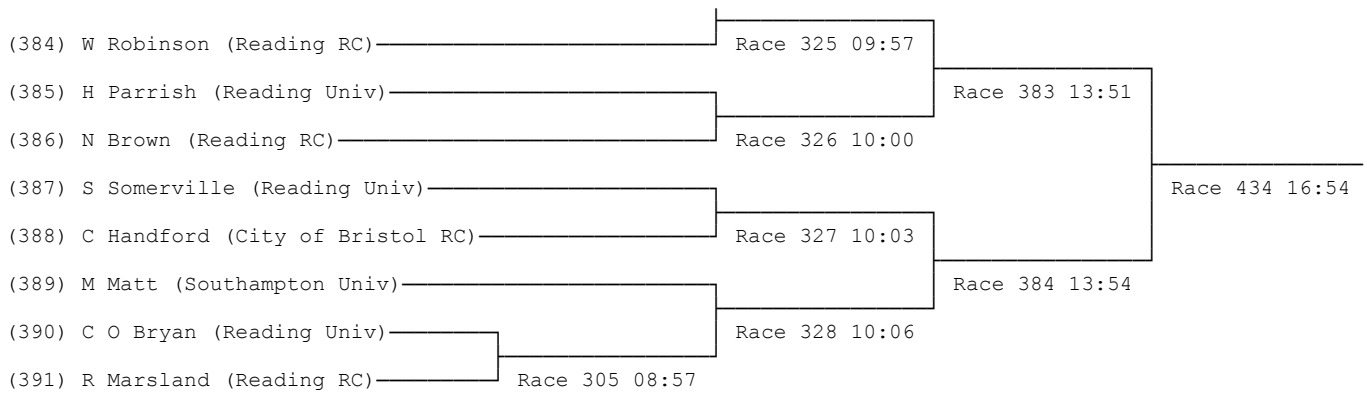 (384) W Robinson (Reading RC) Race 325 09:57
(385) H Parrish (Reading Univ) Race 383 13:51
(386) N Brown (Reading RC) Race 326 10:00
(387) S Somerville (Reading Univ) Race 434 16:54
(388) C Handford (City of Bristol RC) Race 327 10:03
(389) M Matt (Southampton Univ) Race 384 13:54
(390) C O Bryan (Reading Univ) Race 328 10:06
(391) R Marsland (Reading RC) Race 305 08:57